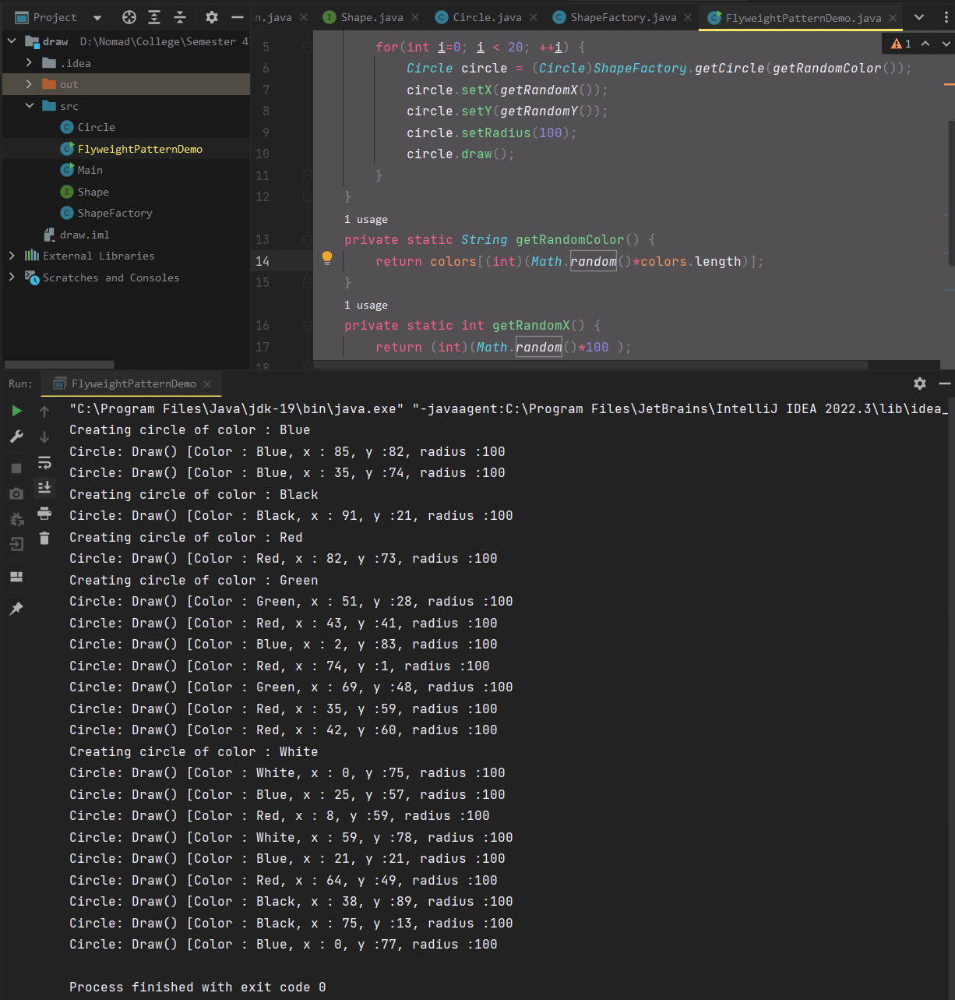 Project
n.java
Shape.java
Circle.java
ShapeFactory.java
FlyweightPatternDemo.java
draw D:\Nomad\College\Semester 4
.idea
out
src
Circle
FlyweightPatternDemo
Main
Shape
ShapeFactory
draw.iml
External Libraries
Scratches and Consoles
1
5 for(int i=0; i < 20; ++i) {
6 Circle circle = (Circle)ShapeFactory.getCircle(getRandomColor());
7 circle.setX(getRandomX());
8 circle.setY(getRandomY());
9 circle.setRadius(100);
10 circle.draw();
11 }
12 }
1 usage
13 private static String getRandomColor() {
14 return colors[(int)(Math.random()*colors.length)];
15 }
1 usage
16 private static int getRandomX() {
17 return (int)(Math.random()*100 );
18
Run: FlyweightPatternDemo
"C:\Program Files\Java\jdk-19\bin\java.exe" "-javaagent:C:\Program Files\JetBrains\IntelliJ IDEA 2022.3\lib\idea_
Creating circle of color : Blue
Circle: Draw() [Color : Blue, x : 85, y :82, radius :100
Circle: Draw() [Color : Blue, x : 35, y :74, radius :100
Creating circle of color : Black
Circle: Draw() [Color : Black, x : 91, y :21, radius :100
Creating circle of color : Red
Circle: Draw() [Color : Red, x : 82, y :73, radius :100
Creating circle of color : Green
Circle: Draw() [Color : Green, x : 51, y :28, radius :100
Circle: Draw() [Color : Red, x : 43, y :41, radius :100
Circle: Draw() [Color : Blue, x : 2, y :83, radius :100
Circle: Draw() [Color : Red, x : 74, y :1, radius :100
Circle: Draw() [Color : Green, x : 69, y :48, radius :100
Circle: Draw() [Color : Red, x : 35, y :59, radius :100
Circle: Draw() [Color : Red, x : 42, y :60, radius :100
Creating circle of color : White
Circle: Draw() [Color : White, x : 0, y :75, radius :100
Circle: Draw() [Color : Blue, x : 25, y :57, radius :100
Circle: Draw() [Color : Red, x : 8, y :59, radius :100
Circle: Draw() [Color : White, x : 59, y :78, radius :100
Circle: Draw() [Color : Blue, x : 21, y :21, radius :100
Circle: Draw() [Color : Red, x : 64, y :49, radius :100
Circle: Draw() [Color : Black, x : 38, y :89, radius :100
Circle: Draw() [Color : Black, x : 75, y :13, radius :100
Circle: Draw() [Color : Blue, x : 0, y :77, radius :100
Process finished with exit code 0